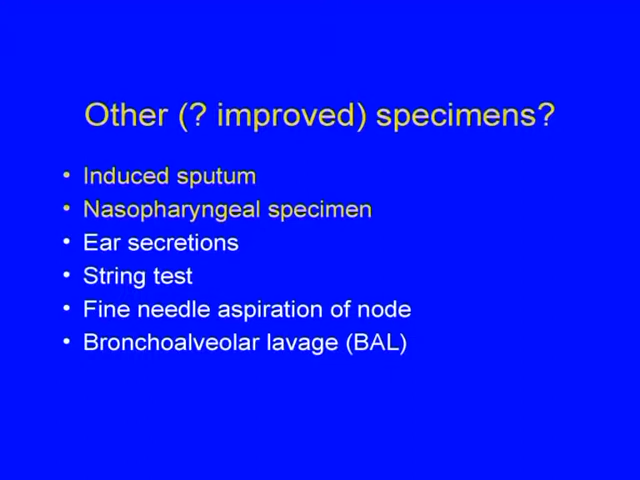 Other (? improved) specimens?
• Induced sputum
• Nasopharyngeal specimen
• Ear secretions
• String test
• Fine needle aspiration of node
• Bronchoalveolar lavage (BAL)